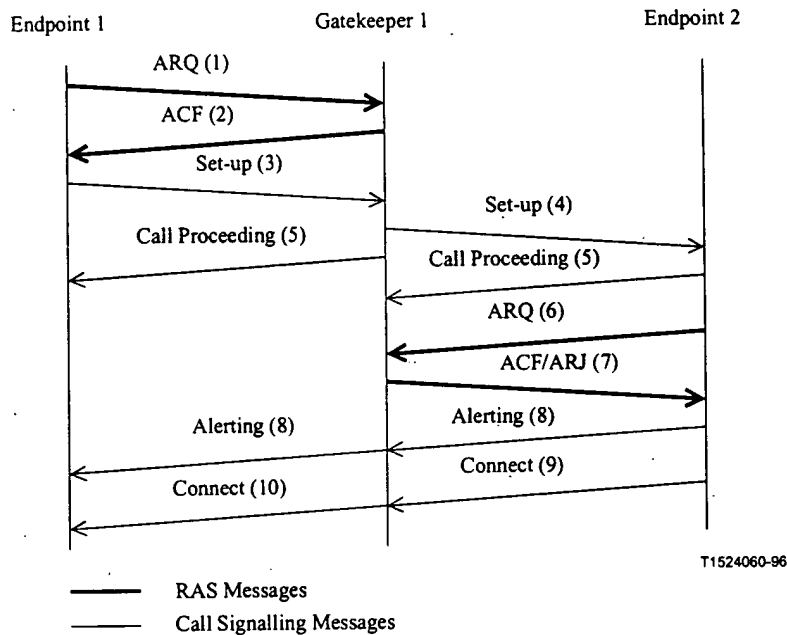 Endpoint 1
Gatekeeper 1
Endpoint 2
ARQ (1)
ACF (2)
Set-up (3)
Set-up (4)
Call Proceeding (5)
Call Proceeding (5)
ARQ (6)
ACF/ARJ (7)
Alerting (8)
Alerting (8)
Connect (9)
Connect (10)
T1524060-96
RAS Messages
Call Signalling Messages